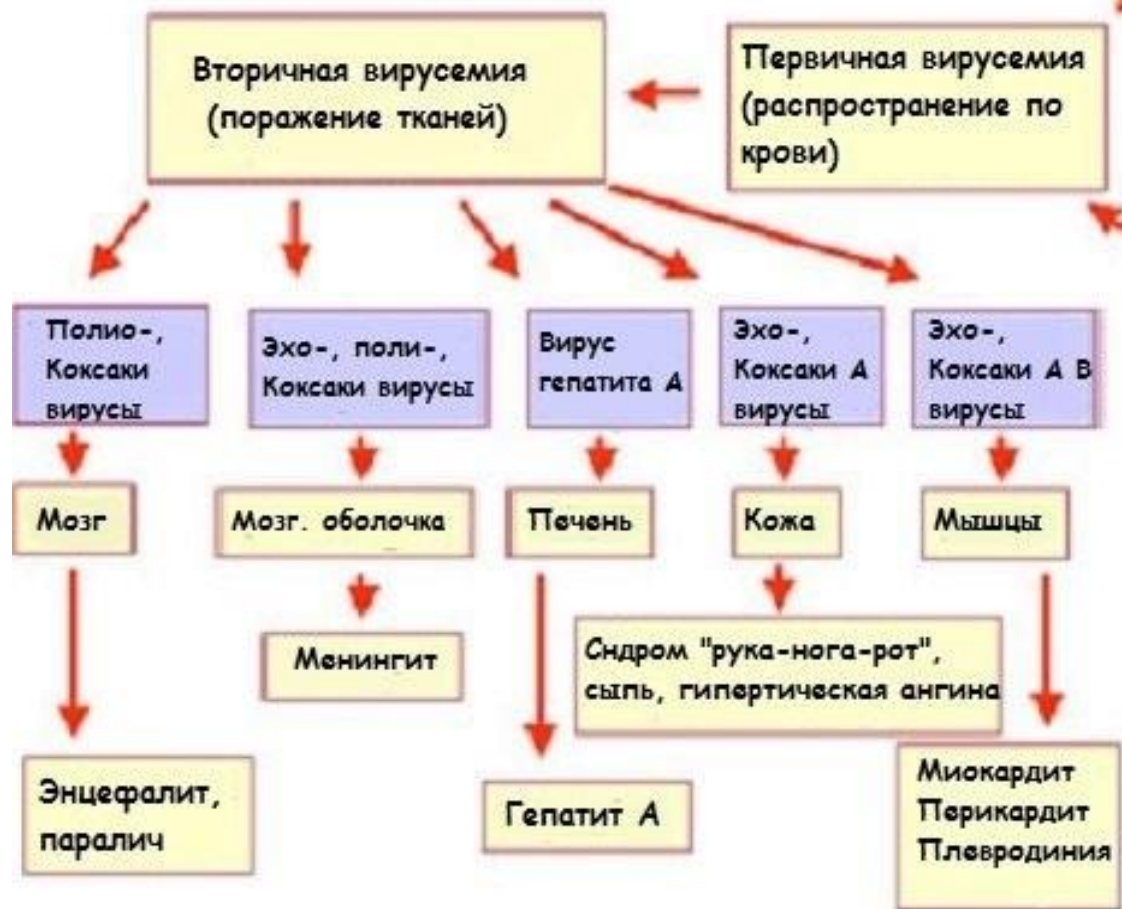 Вторичная вирусемия
(поражение тканей)
Первичная вирусемия
(распространение по
крови)
Полио-,
Коксаки
вирусы
Эхо-, поли-,
Коксаки вирусы
Вирус
гепатита А
Эхо-,
Коксаки А
вирусы
Эхо-,
Коксаки А В
вирусы
Мозг
Мозг. оболочка
Печень
Кожа
Мышцы
Менингит
Сндром "рука-нога-рот",
сыпь, гипертическая ангина
Энцефалит,
паралич
Гепатит А
Миокардит
Перикардит
Плевродиния